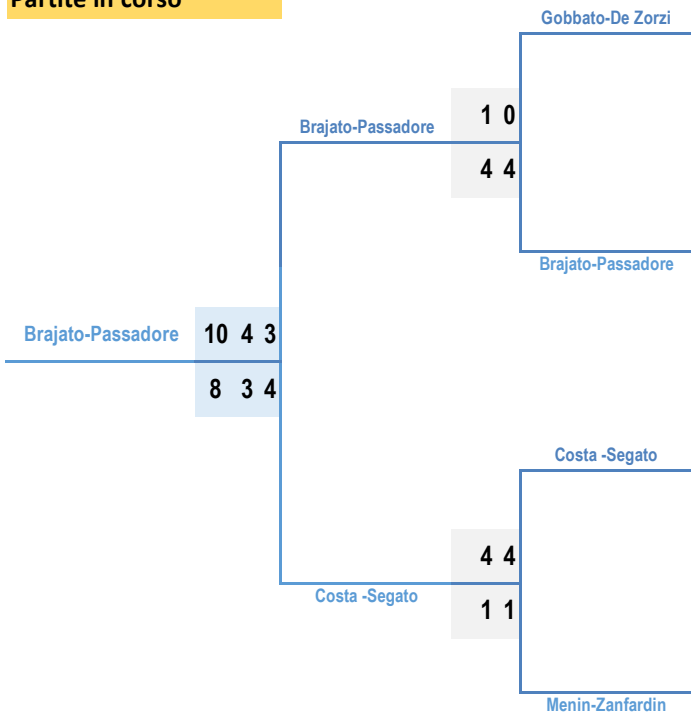 Partite in corso
Gobbato-De Zorzi
1 0
Brajato-Passadore
4 4
Brajato-Passadore
Brajato-Passadore 10 4 3
8 3 4
Costa -Segato
4 4
Costa -Segato
1 1
Menin-Zanfardin